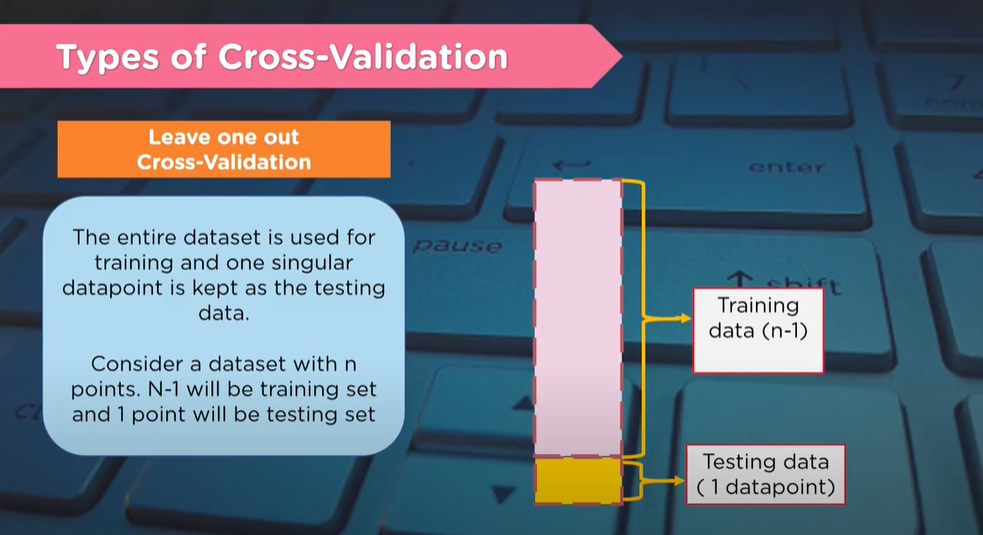 Types of Cross-Validation
Leave one out
Cross-Validation
The entire dataset is used for
training and one singular
datapoint is kept as the testing
data.
Consider a dataset with n
points. N-1 will be training set
and 1 point will be testing set
Training
data (n-1)
Testing data
( 1 datapoint)
enter
pause
shift